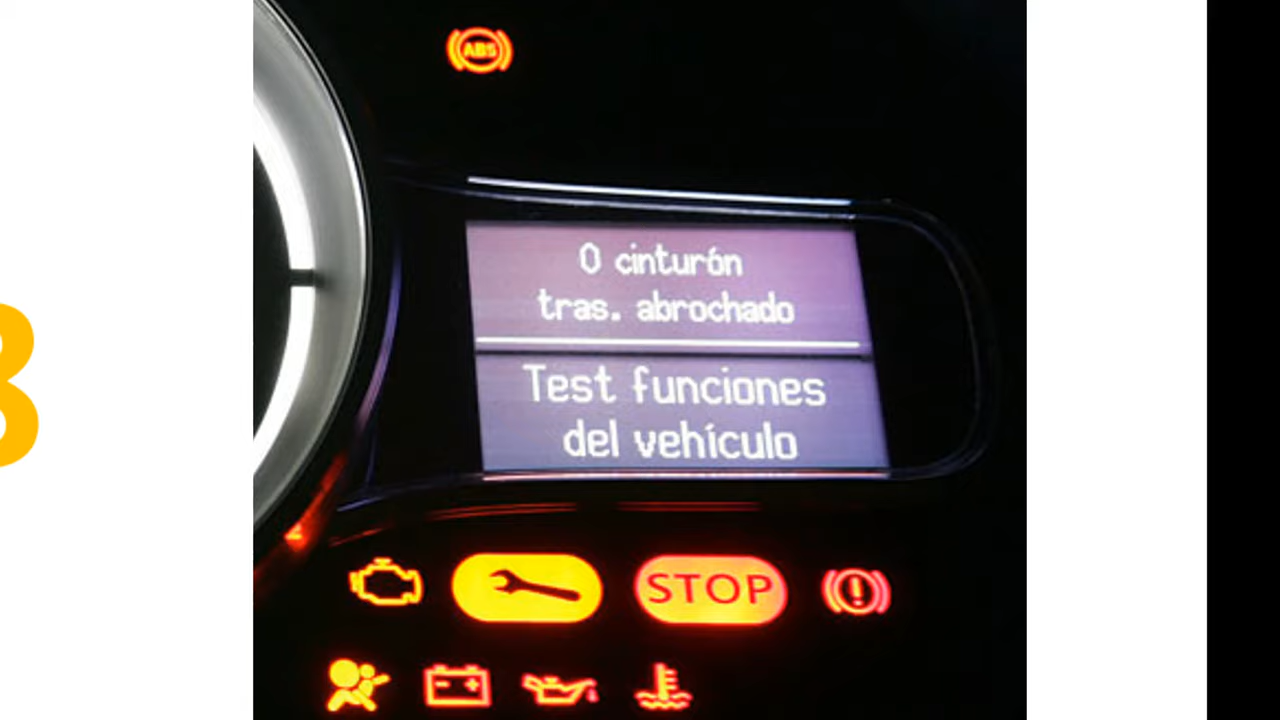 ABS
0 cinturón
tras. abrochado
Test funciones
del vehículo
STOP